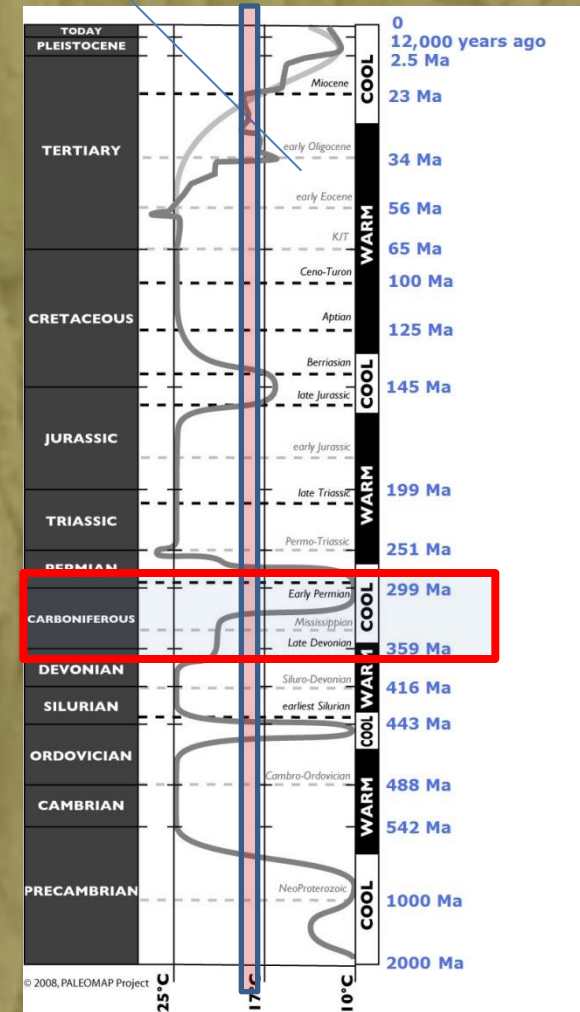 TODAY
0
PLEISTOCENE
12,000 years ago
2.5 Ma
Miocene
COOL
23 Ma
TERTIARY
early Oligocene
34 Ma
early Eocene
56 Ma
K/T
WARM
65 Ma
Ceno-Turon
100 Ma
CRETACEOUS
Aptian
125 Ma
Berriasian
COOL
145 Ma
late Jurassic
JURASSIC
early Jurassic
WARM
late Triassic
199 Ma
TRIASSIC
Permo-Triassic
251 Ma
PERMIAN
Early Permian
299 Ma
COOL
CARBONIFEROUS
Mississippian
Late Devonian
359 Ma
DEVONIAN
WARM
Siluro-Devonian
416 Ma
SILURIAN
earliest Silurian
COOL
443 Ma
ORDOVICIAN
Cambro-Ordovician
488 Ma
WARM
CAMBRIAN
542 Ma
PRECAMBRIAN
NeoProterozoic
COOL
1000 Ma
2000 Ma
© 2008, PALEOMAP Project
25°C
17°C
10°C